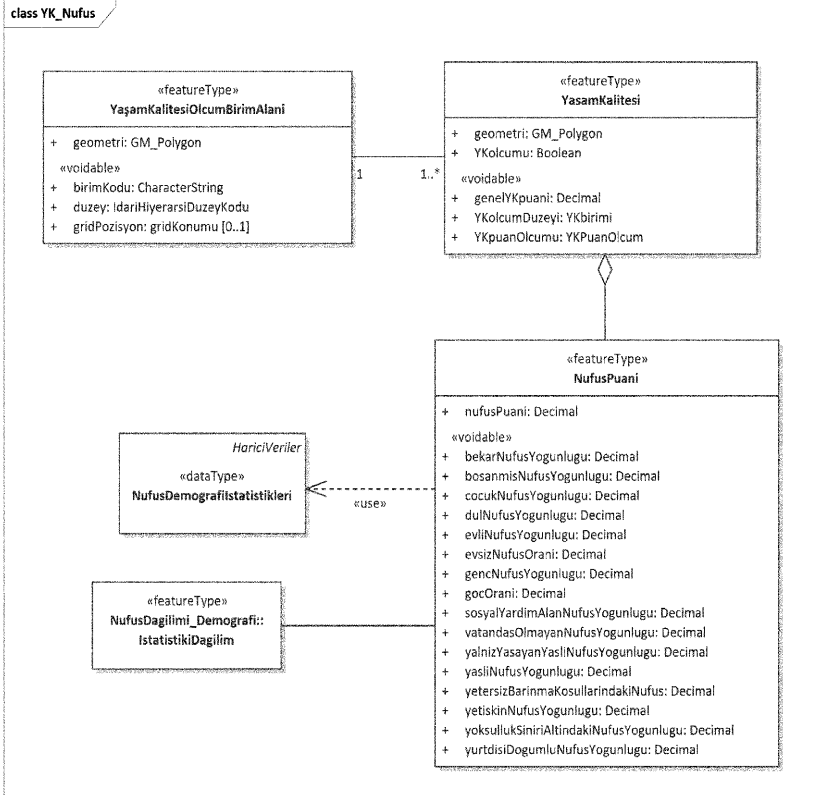 class YK_Nufus
«featureType»
YaşamKalitesiOlcumBirimAlani
+ geometri: GM_Polygon
«voidable»
+ birimKodu: CharacterString
+ duzey: IdariHiyerarsiDuzeyKodu
+ gridPozisyon: gridKonumu [0..1]
1
1..*
«featureType»
YasamKalitesi
+ geometri: GM_Polygon
+ YKolcumu: Boolean
«voidable»
+ genelYKpuani: Decimal
+ YKolcumDuzeyi: YKbirimi
+ YKpuanOlcumu: YKPuanOlcum
«featureType»
NufusPuani
+ nufusPuani: Decimal
«voidable»
+ bekarNufusYogunlugu: Decimal
+ bosanmisNufusYogunlugu: Decimal
+ cocukNufusYogunlugu: Decimal
+ dulNufusYogunlugu: Decimal
+ evliNufusYogunlugu: Decimal
+ evsizNufusOrani: Decimal
+ gencNufusYogunlugu: Decimal
+ gocOrani: Decimal
+ sosyalYardimAlanNufusYogunlugu: Decimal
+ vatandasOlmayanNufusYogunlugu: Decimal
+ yalnizYasayanYasliNufusYogunlugu: Decimal
+ yasliNufusYogunlugu: Decimal
+ yetersizBarinmaKosullarindakiNufus: Decimal
+ yetiskinNufusYogunlugu: Decimal
+ yoksullukSiniriAltindakiNufusYogunlugu: Decimal
+ yurtdisiDogumluNufusYogunlugu: Decimal
HariciVeriler
«dataType»
NufusDemografiIstatistikleri
«use»
«featureType»
NufusDagilimi_Demografi::
IstatistikiDagilim